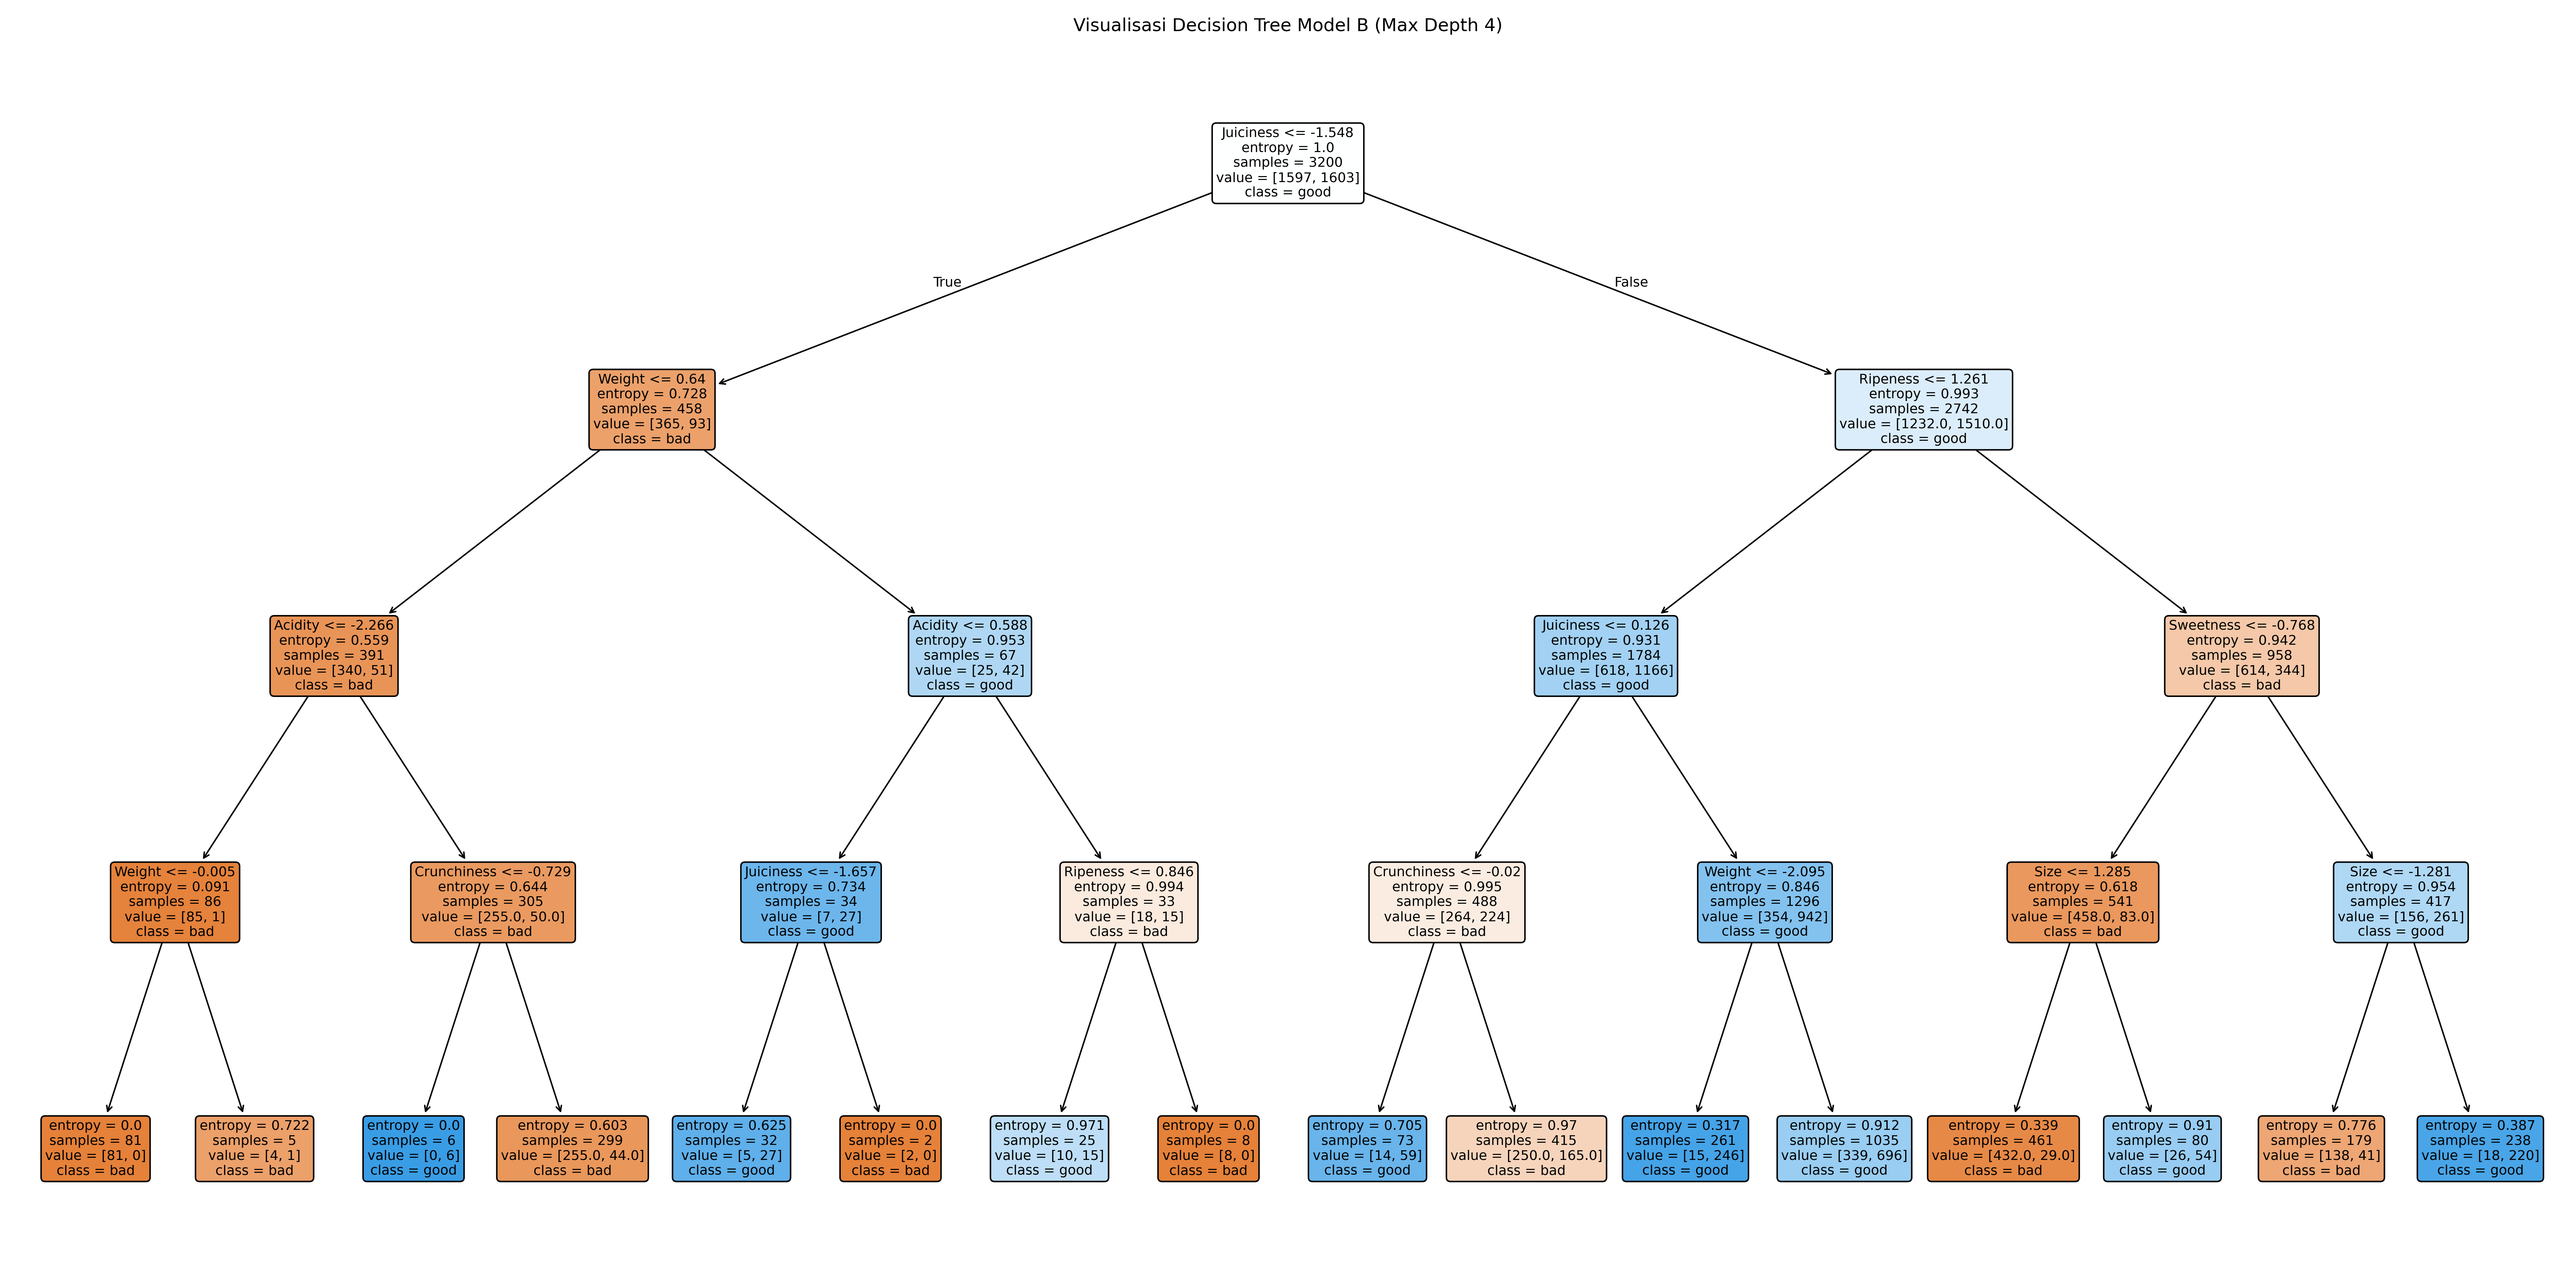 Visualisasi Decision Tree Model B (Max Depth 4)
Juiciness <= -1.548
entropy = 1.0
samples = 3200
value = [1597, 1603]
class = good
True
False
Weight <= 0.64
entropy = 0.728
samples = 458
value = [365, 93]
class = bad
Ripeness <= 1.261
entropy = 0.993
samples = 2742
value = [1232.0, 1510.0]
class = good
Acidity <= -2.266
entropy = 0.559
samples = 391
value = [340, 51]
class = bad
Acidity <= 0.588
entropy = 0.953
samples = 67
value = [25, 42]
class = good
Juiciness <= 0.126
entropy = 0.931
samples = 1784
value = [618, 1166]
class = good
Sweetness <= -0.768
entropy = 0.942
samples = 958
value = [614, 344]
class = bad
Weight <= -0.005
entropy = 0.091
samples = 86
value = [85, 1]
class = bad
Crunchiness <= -0.729
entropy = 0.644
samples = 305
value = [255.0, 50.0]
class = bad
Juiciness <= -1.657
entropy = 0.734
samples = 34
value = [7, 27]
class = good
Ripeness <= 0.846
entropy = 0.994
samples = 33
value = [18, 15]
class = bad
Crunchiness <= -0.02
entropy = 0.995
samples = 488
value = [264, 224]
class = bad
Weight <= -2.095
entropy = 0.846
samples = 1296
value = [354, 942]
class = good
Size <= 1.285
entropy = 0.618
samples = 541
value = [458.0, 83.0]
class = bad
Size <= -1.281
entropy = 0.954
samples = 417
value = [156, 261]
class = good
entropy = 0.0
samples = 81
value = [81, 0]
class = bad
entropy = 0.722
samples = 5
value = [4, 1]
class = bad
entropy = 0.0
samples = 6
value = [0, 6]
class = good
entropy = 0.603
samples = 299
value = [255.0, 44.0]
class = bad
entropy = 0.625
samples = 32
value = [5, 27]
class = good
entropy = 0.0
samples = 2
value = [2, 0]
class = bad
entropy = 0.971
samples = 25
value = [10, 15]
class = good
entropy = 0.0
samples = 8
value = [8, 0]
class = bad
entropy = 0.705
samples = 73
value = [14, 59]
class = good
entropy = 0.97
samples = 415
value = [250.0, 165.0]
class = bad
entropy = 0.317
samples = 261
value = [15, 246]
class = good
entropy = 0.912
samples = 1035
value = [339, 696]
class = good
entropy = 0.339
samples = 461
value = [432.0, 29.0]
class = bad
entropy = 0.91
samples = 80
value = [26, 54]
class = good
entropy = 0.776
samples = 179
value = [138, 41]
class = bad
entropy = 0.387
samples = 238
value = [18, 220]
class = good